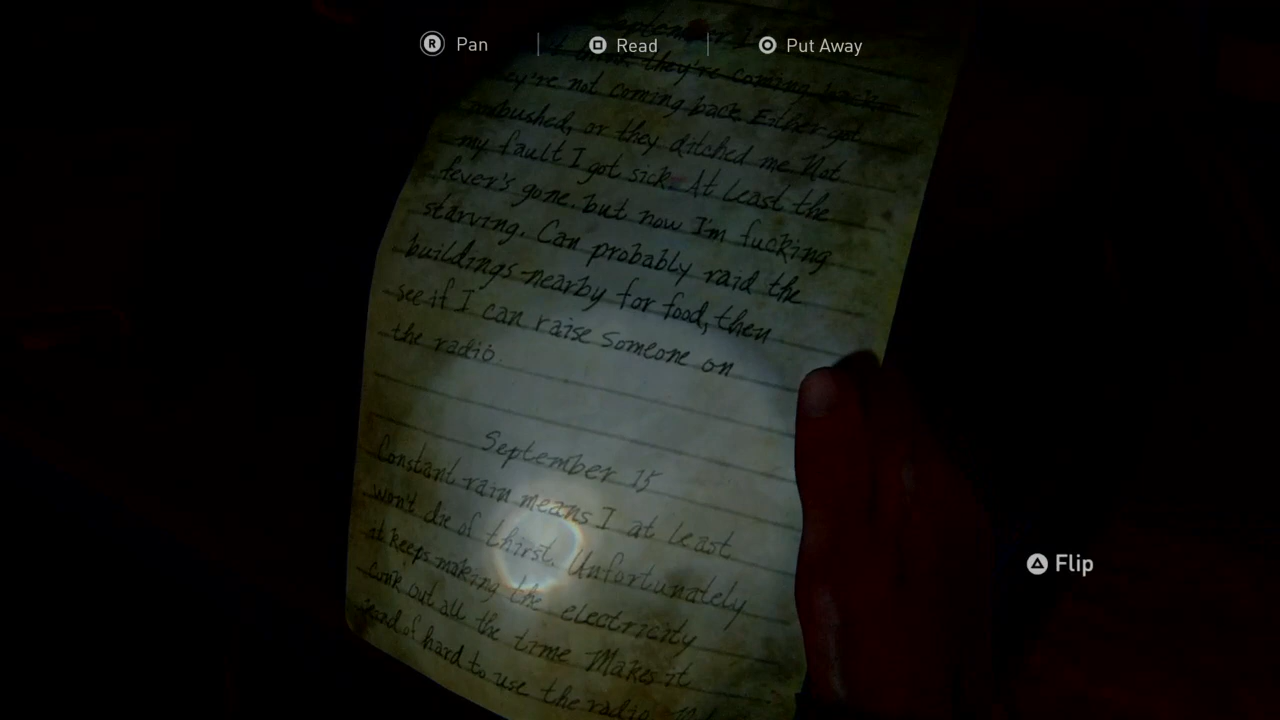 Pan
Read
Put Away
they're coming back.
They're not coming back. Either got
ambushed, or they ditched me Not
my fault I got sick. At Least the
fever's gone. but now I'm fucking
starving. Can probably raid the
buildings nearby for food, then
see if I can raise someone on
the radio.
September 15
Constant rain means I at Least
won't die of thirst. Unfortunately
it keeps making the electricity
conk out all the time Makes it
kind of hard to use the radio.
Flip